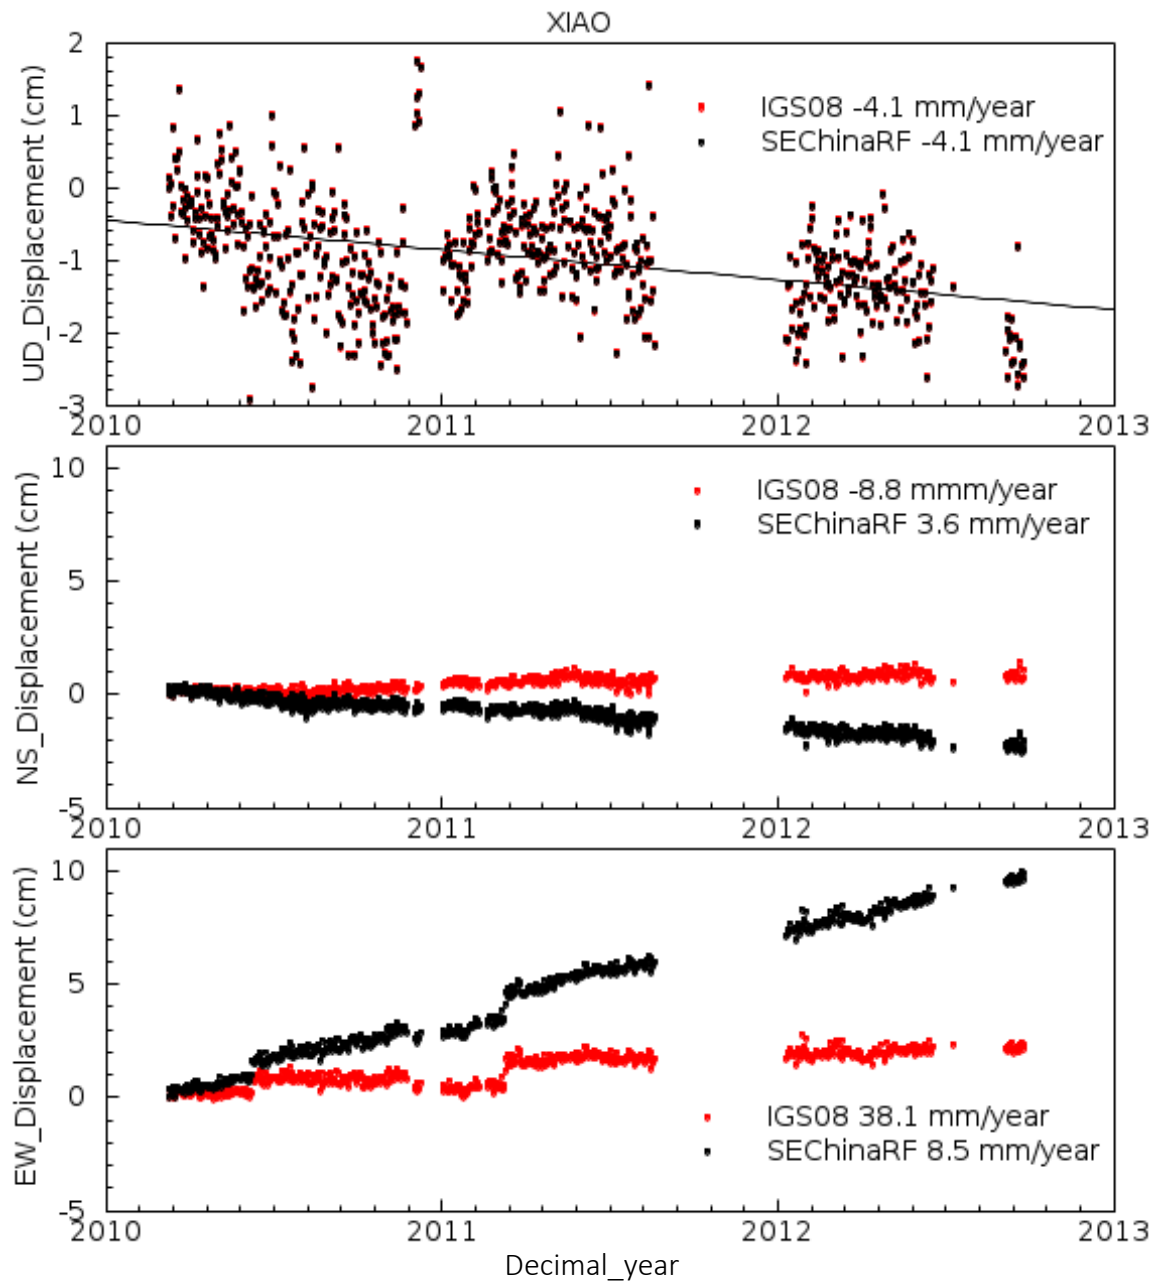 XIAO
UD_Displacement (cm)
2
1
0
-1
-2
-3
IGS08 -4.1 mm/year
SEChinaRF -4.1 mm/year
2010
2011
2012
2013
NS_Displacement (cm)
10
5
0
-5
IGS08 -8.8 mmm/year
SEChinaRF 3.6 mm/year
2010
2011
2012
2013
EW_Displacement (cm)
10
5
0
-5
IGS08 38.1 mm/year
SEChinaRF 8.5 mm/year
2010
2011
2012
2013
Decimal_year